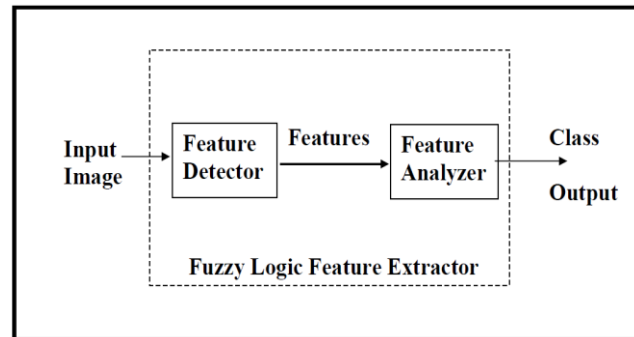 Input
Image
Feature
Detector
Features
Feature
Analyzer
Class
Output
Fuzzy Logic Feature Extractor